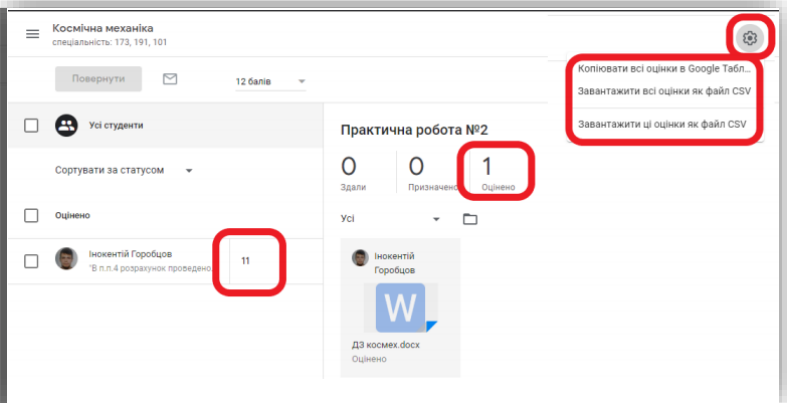 Космічна механіка
спеціальність: 173, 191, 101
Повернути
12 балів
Усі студенти
Сортувати за статусом
Оцінено
Інокентій Горобцов
"В п.п.4 розрахунок проведено
11
Практична робота №2
0
Здали
0
Призначено
1
Оцінено
Усі
Інокентій
Горобцов
W
ДЗ космех.docx
Оцінено
Копіювати всі оцінки в Google Табл...
Завантажити всі оцінки як файл CSV
Завантажити ці оцінки як файл CSV